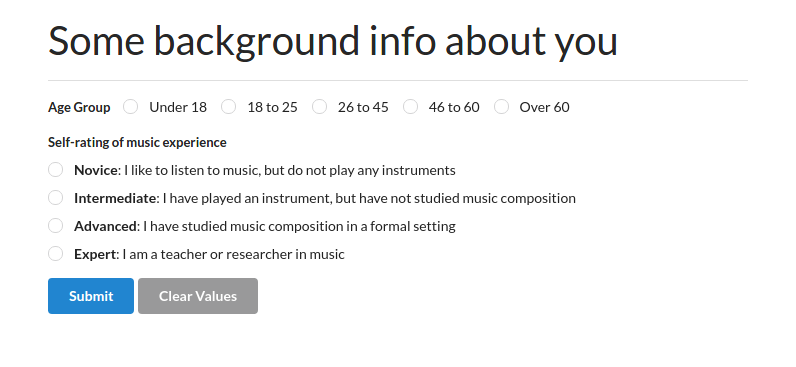 Some background info about you
Age Group Under 18 18 to 25 26 to 45 46 to 60 Over 60
Self-rating of music experience
Novice: I like to listen to music, but do not play any instruments
Intermediate: I have played an instrument, but have not studied music composition
Advanced: I have studied music composition in a formal setting
Expert: I am a teacher or researcher in music
Submit Clear Values